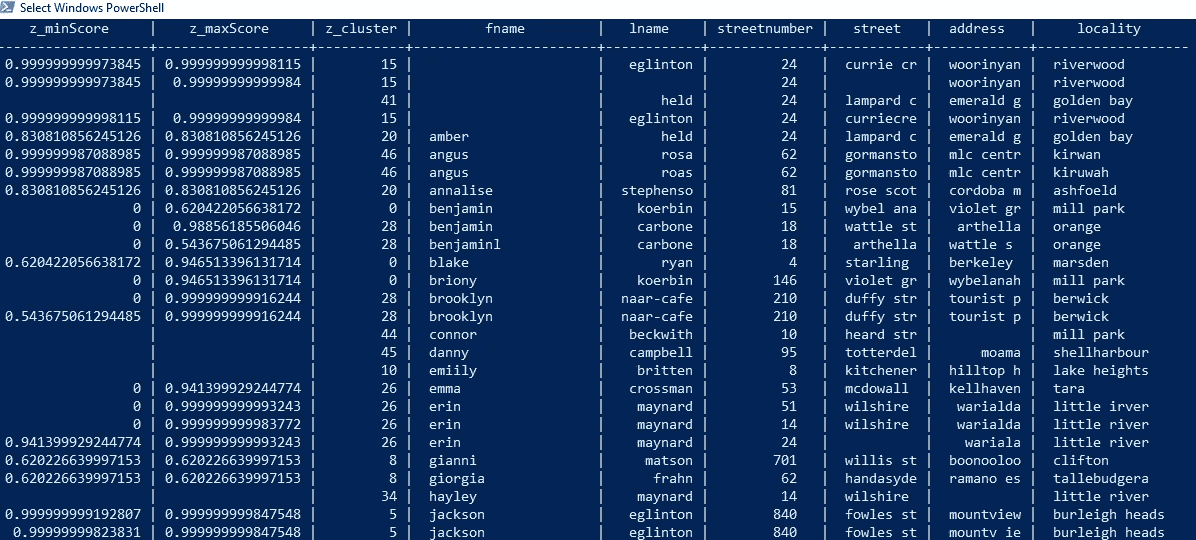 Select Windows PowerShell
z_minScore | z_maxScore | z_cluster | fname | lname | streetnumber | street | address | locality
0.999999999973845 | 0.999999999998115 | 15 | | eglinton | 24 | currie cr | woorinyan | riverwood
0.999999999973845 | 0.99999999999984 | 15 | | | 24 | | woorinyan | riverwood
| | 41 | | held | 24 | lampard c | emerald g | golden bay
0.999999999998115 | 0.99999999999984 | 15 | | eglinton | 24 | curriecre | woorinyan | riverwood
0.830810856245126 | 0.830810856245126 | 20 | amber | held | 24 | lampard c | emerald g | golden bay
0.999999987088985 | 0.999999987088985 | 46 | angus | rosa | 62 | gormansto | mlc centr | kirwan
0.999999987088985 | 0.999999987088985 | 46 | angus | roas | 62 | gormansto | mlc centr | kiruwah
0.830810856245126 | 0.830810856245126 | 20 | annalise | stephenso | 81 | rose scot | cordoba m | ashfoeld
0 | 0.620422056638172 | 0 | benjamin | koerbin | 15 | wybel ana | violet gr | mill park
0 | 0.98856185506046 | 28 | benjamin | carbone | 18 | wattle st | arthella | orange
0 | 0.543675061294485 | 28 | benjaminl | carbone | 18 | arthella | wattle s | orange
0.620422056638172 | 0.946513396131714 | 0 | blake | ryan | 4 | starling | berkeley | marsden
0 | 0.946513396131714 | 0 | briony | koerbin | 146 | violet gr | wybelanah | mill park
0 | 0.999999999916244 | 28 | brooklyn | naar-cafe | 210 | duffy str | tourist p | berwick
0.543675061294485 | 0.999999999916244 | 28 | brooklyn | naar-cafe | 210 | duffy str | tourist p | berwick
| | 44 | connor | beckwith | 10 | heard str | | mill park
| | 45 | danny | campbell | 95 | totterdel | moama | shellharbour
| | 10 | emiily | britten | 8 | kitchener | hilltop h | lake heights
0 | 0.941399929244774 | 26 | emma | crossman | 53 | mcdowall | kellhaven | tara
0 | 0.999999999993243 | 26 | erin | maynard | 51 | wilshire | warialda | little irver
0 | 0.999999999983772 | 26 | erin | maynard | 14 | wilshire | warialda | little river
0.941399929244774 | 0.999999999993243 | 26 | erin | maynard | 24 | | wariala | little river
0.620226639997153 | 0.620226639997153 | 8 | gianni | matson | 701 | willis st | boonooloo | clifton
0.620226639997153 | 0.620226639997153 | 8 | giorgia | frahn | 62 | handasyde | ramano es | tallebudgera
| | 34 | hayley | maynard | 14 | wilshire | | little river
0.999999999192807 | 0.999999999847548 | 5 | jackson | eglinton | 840 | fowles st | mountview | burleigh heads
0.99999999823831 | 0.999999999847548 | 5 | jackson | eglinton | 840 | fowles st | mountv ie | burleigh heads